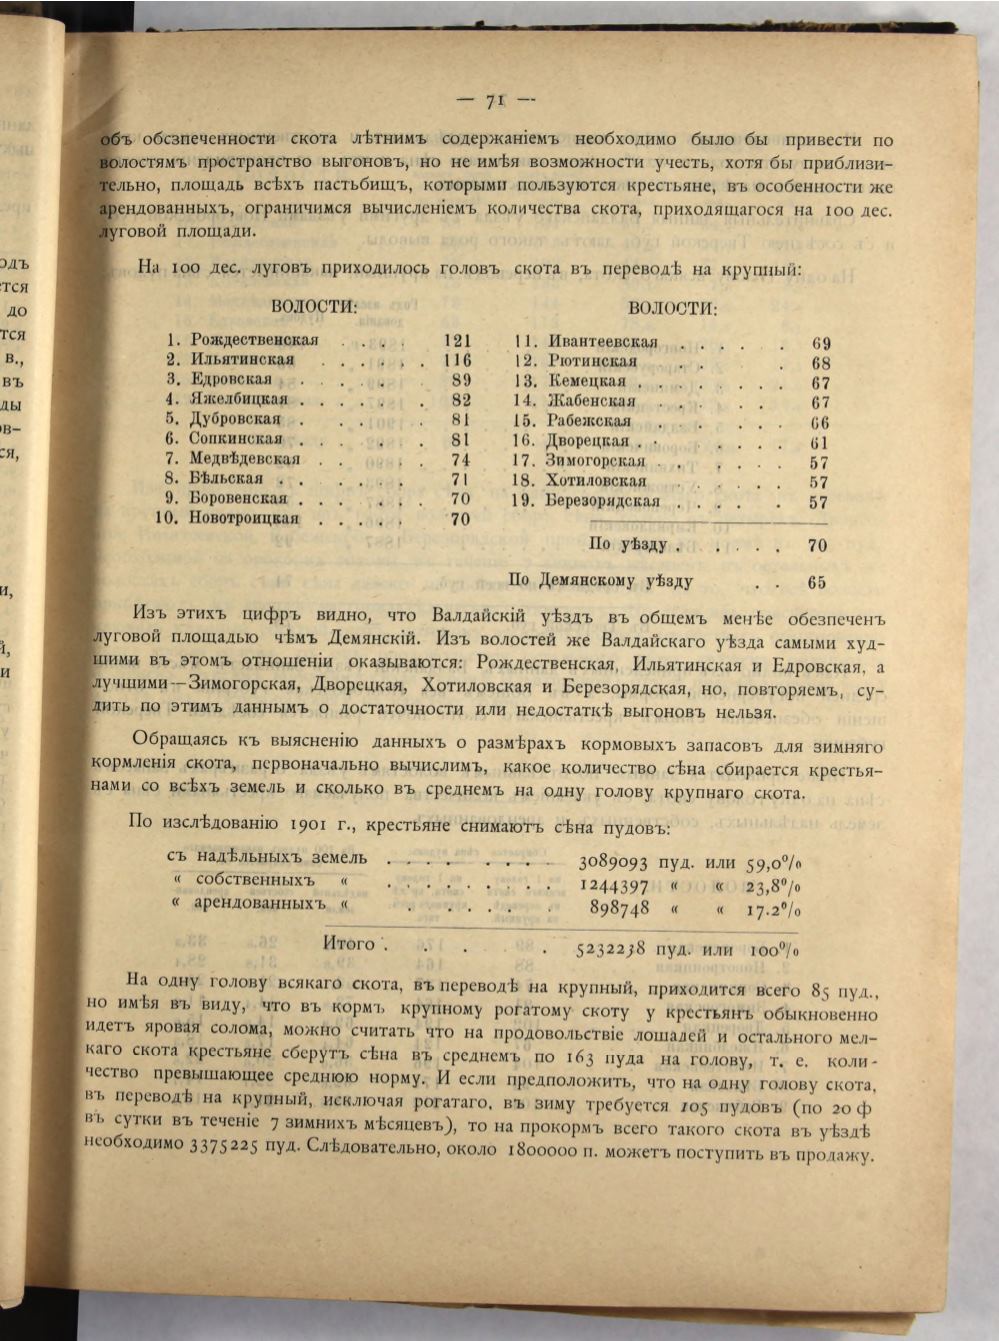 — 71 —
объ обсзпеченности скота лѣтнимъ содержаніемъ необходимо было бы привести по
волостямъ пространство выгоновъ, но не имѣя возможности учесть, хотя бы приблизи-
тельно, площадь всѣхъ пастьбищъ, которыми пользуются крестьяне, въ особенности же
арендованныхъ, ограничимся вычисленіемъ количества скота, приходящагося на 100 дес.
луговой площади.
На 100 дес. луговъ приходилось головъ скота въ переводѣ на крупный:
ВОЛОСТИ:
1. Рождественская . . . . 121
2. Ильятинская . . . . . . 116
3. Едровская . . . . . 89
4. Яжелбицкая . . . . . . 82
5. Дубровская . . . . . 81
6. Сопкинская . . . . . . 81
7. Медвѣдевская . . . . 74
8. Бѣльская . . . . . . 71
9. Боровенская . . . . . . 70
10. Новотроицкая . . . . . 70
ВОЛОСТИ:
11. Ивантеевская . . . . . 69
12. Рютинская . . . 68
13. Кемецкая . . . . . . . . 67
14. Жабенская . . . . . 67
15. Рабежская . . . . . 66
16. Дворецкая . . . . . . . 61
17. Зимогорская . . . . . . 57
18. Хотиловская . . . . . . 57
19. Березорядская . . . . . 57
По уѣзду . . . . . . 70
По Демянскому уѣзду . . 65
Изъ этихъ цифръ видно, что Валдайскій уѣздъ въ общемъ менѣе обезпеченъ
луговой площадью чѣмъ Демянскій. Изъ волостей же Валдайскаго уѣзда самыми худ-
шими въ этомъ отношеніи оказываются: Рождественская, Ильятинская и Едровская, а
лучшими—Зимогорская, Дворецкая, Хотиловская и Березорядская, но, повторяемъ, су-
дить по этимъ даннымъ о достаточности или недостаткѣ выгоновъ нельзя.
Обращаясь къ выясненію данныхъ о размѣрахъ кормовыхъ запасовъ для зимняго
кормленія скота, первоначально вычислимъ, какое количество сѣна сбирается крестья-
нами со всѣхъ земель и сколько въ среднемъ на одну голову крупнаго скота.
По изслѣдованію 1901 г., крестьяне снимаютъ сѣна пудовъ:
съ надѣльныхъ земель . . . . . . . . 3089093 пуд. или 59,0%
« собственныхъ « . . . . . . . . . 1244397 « « 23,8%
« арендованныхъ « . . . . . . 898748 « « 17.2%
Итого . . . . . 5232238 пуд. или 100%
На одну голову всякаго скота, въ переводѣ на крупный, приходится всего 85 пуд.,
но имѣя въ виду, что въ кормъ крупному рогатому скоту у крестьянъ обыкновенно
идетъ яровая солома, можно считать что на продовольствіе лошадей и остального мел-
каго скота крестьяне сберутъ сѣна въ среднемъ по 163 пуда на голову, т. е. коли-
чество превышающее среднюю норму. И если предположить, что на одну голову скота,
въ переводѣ на крупный, исключая рогатаго, въ зиму требуется 105 пудовъ (по 20 ф
въ сутки въ теченіе 7 зимнихъ мѣсяцевъ), то на прокормъ всего такого скота въ уѣздѣ
необходимо 3375225 пуд. Слѣдовательно, около 1800000 п. можетъ поступить въ продажу.